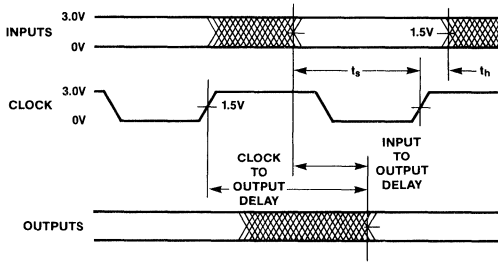 3.0V
INPUTS
1.5V
0V
ts
th
3.0V
CLOCK
1.5V
0V
INPUT
TO
OUTPUT
DELAY
CLOCK
TO
OUTPUT
DELAY
OUTPUTS